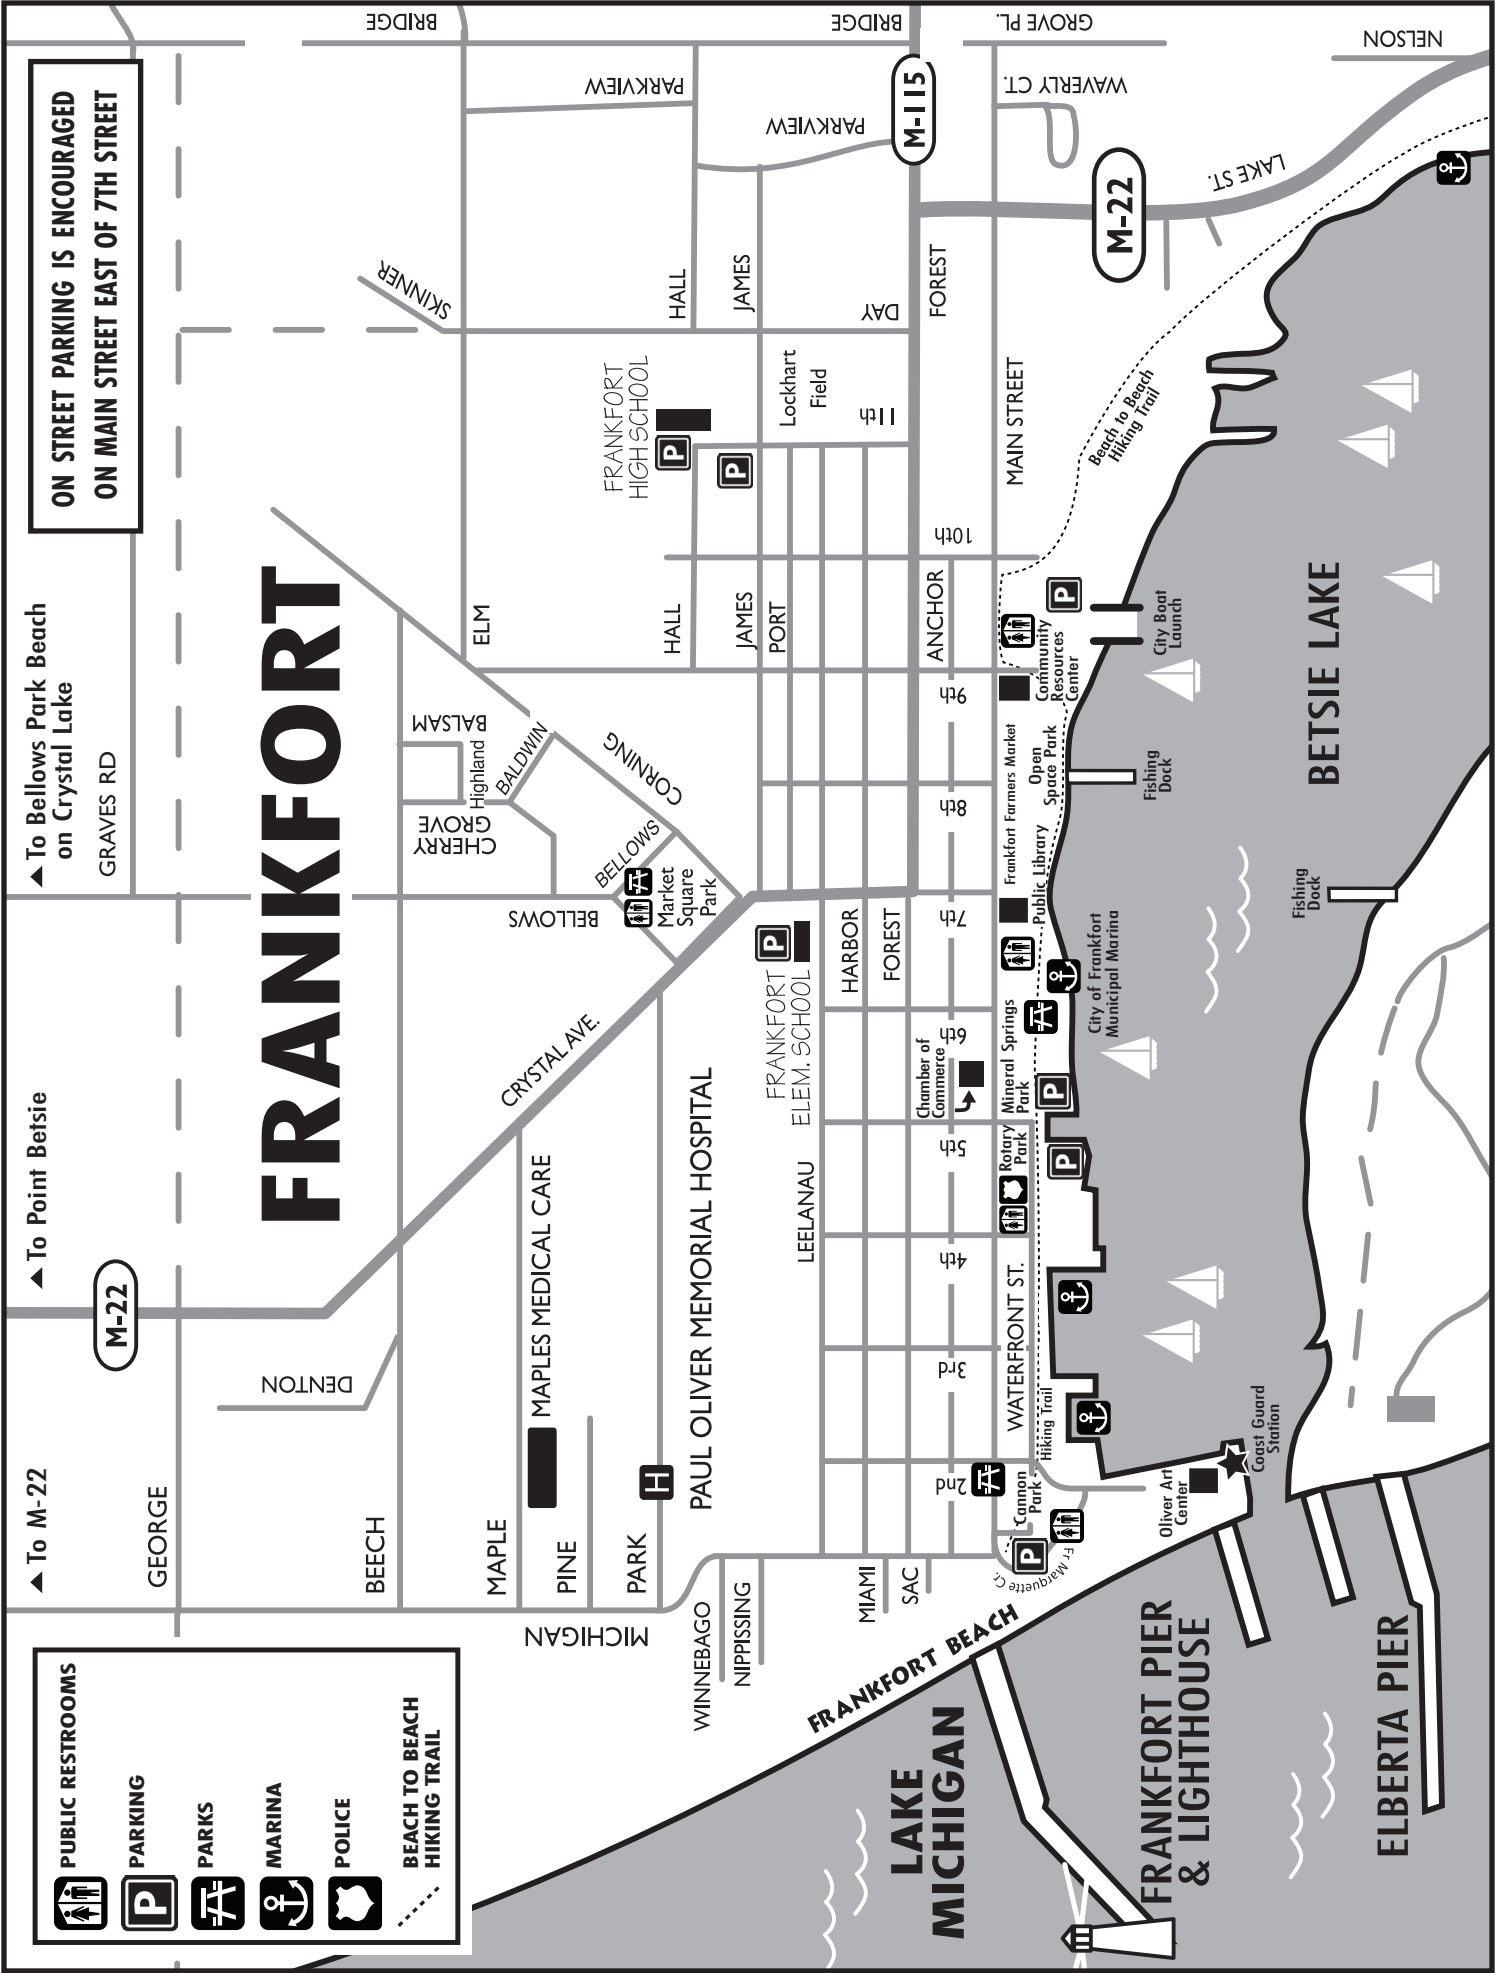 PUBLIC RESTROOMS
PARKING
PARKS
MARINA
POLICE
BEACH TO BEACH
HIKING TRAIL
To M-22
To Point Betsie
To Bellows Park Beach
on Crystal Lake
ON STREET PARKING IS ENCOURAGED
ON MAIN STREET EAST OF 7TH STREET
M-22
GRAVES RD
GEORGE
FRANKFORT
DENTON
BEECH
BRIDGE
SKINNER
BALSAM
CHERRY
GROVE
Highland
BALDWIN
ELM
MAPLE
MAPLES MEDICAL CARE
CRYSTAL AVE.
BELLOWS
BELLOWS
CORNING
PINE
MICHIGAN
PARK
H
PAUL OLIVER MEMORIAL HOSPITAL
Market
Square
Park
FRANKFORT
HIGH SCHOOL
P
P
PARKVIEW
HALL
HALL
WINNEBAGO
NIPPISSING
JAMES
JAMES
PORT
PARKVIEW
FRANKFORT
ELEM. SCHOOL
P
LEELANAU
Lockhart
Field
11th
DAY
BRIDGE
M-115
HARBOR
FOREST
FOREST
MIAMI
SAC
ANCHOR
Chamber of
Commerce
2nd
3rd
4th
5th
6th
7th
8th
9th
10th
MAIN STREET
GROVE PL.
WAVERLY CT.
NELSON
M-22
LAKE ST.
FRANKFORT BEACH
P
Fr Marquette Cr.
Cannon
Park
Hiking Trail
WATERFRONT ST.
Rotary
Park
Mineral Springs
Park
P
P
Public Library
Frankfort Farmers Market
Open
Space Park
Community
Resources
Center
P
Beach to Beach
Hiking Trail
City of Frankfort
Municipal Marina
Fishing
Dock
City Boat
Launch
Oliver Art
Center
Coast Guard
Station
Fishing
Dock
BETSIE LAKE
LAKE
MICHIGAN
FRANKFORT PIER
& LIGHTHOUSE
ELBERTA PIER